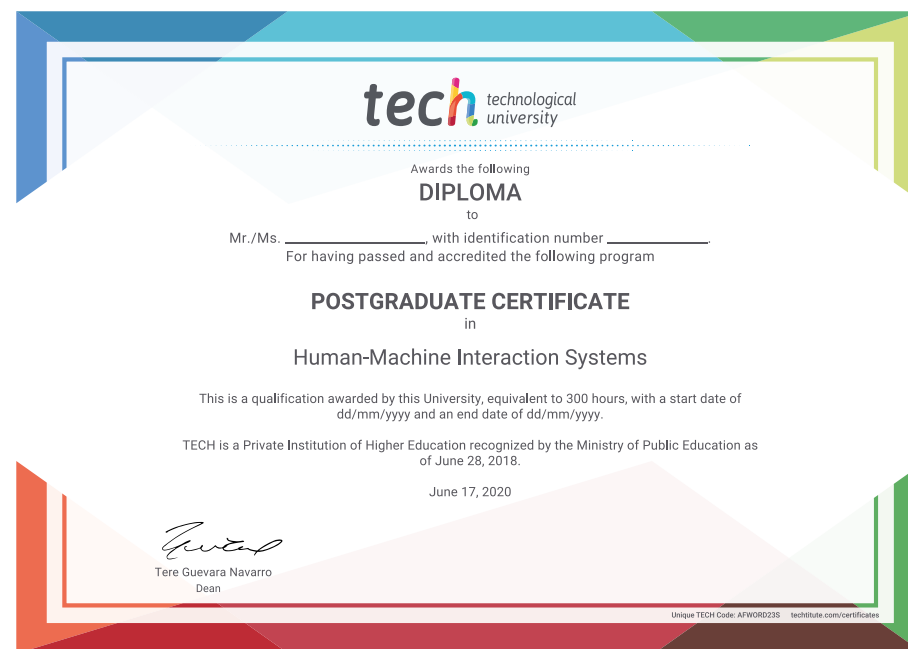 tech technological
university
Awards the following
DIPLOMA
to
Mr./Ms. ____________, with identification number ____________.
For having passed and accredited the following program
POSTGRADUATE CERTIFICATE
in
Human-Machine Interaction Systems
This is a qualification awarded by this University, equivalent to 300 hours, with a start date of
dd/mm/yyyy and an end date of dd/mm/yyyy.
TECH is a Private Institution of Higher Education recognized by the Ministry of Public Education as
of June 28, 2018.
June 17, 2020
Tere Guevara Navarro
Dean
Unique TECH Code: AFWORD23S techtitute.com/certificates